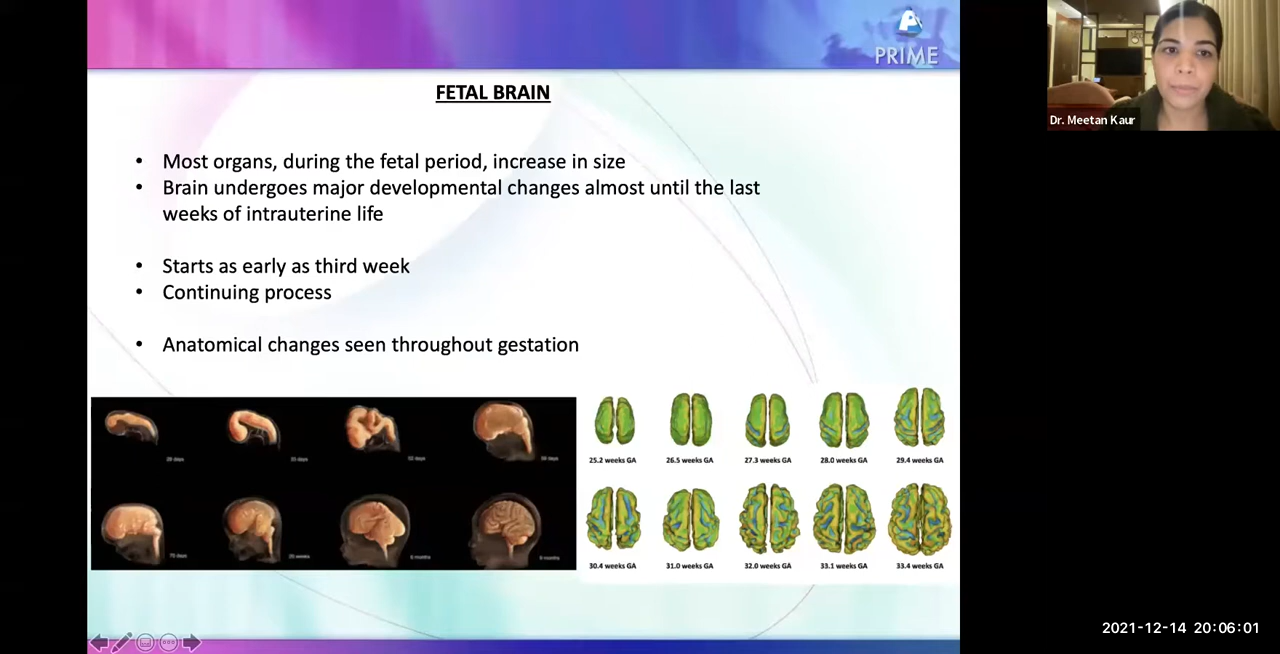 PRIME
Dr. Meetan Kaur
FETAL BRAIN
• Most organs, during the fetal period, increase in size
• Brain undergoes major developmental changes almost until the last
weeks of intrauterine life
• Starts as early as third week
• Continuing process
• Anatomical changes seen throughout gestation
25.2 weeks GA
26.5 weeks GA
27.3 weeks GA
28.0 weeks GA
29.4 weeks GA
30.4 weeks GA
31.0 weeks GA
32.0 weeks GA
33.1 weeks GA
33.4 weeks GA
2021-12-14 20:06:01